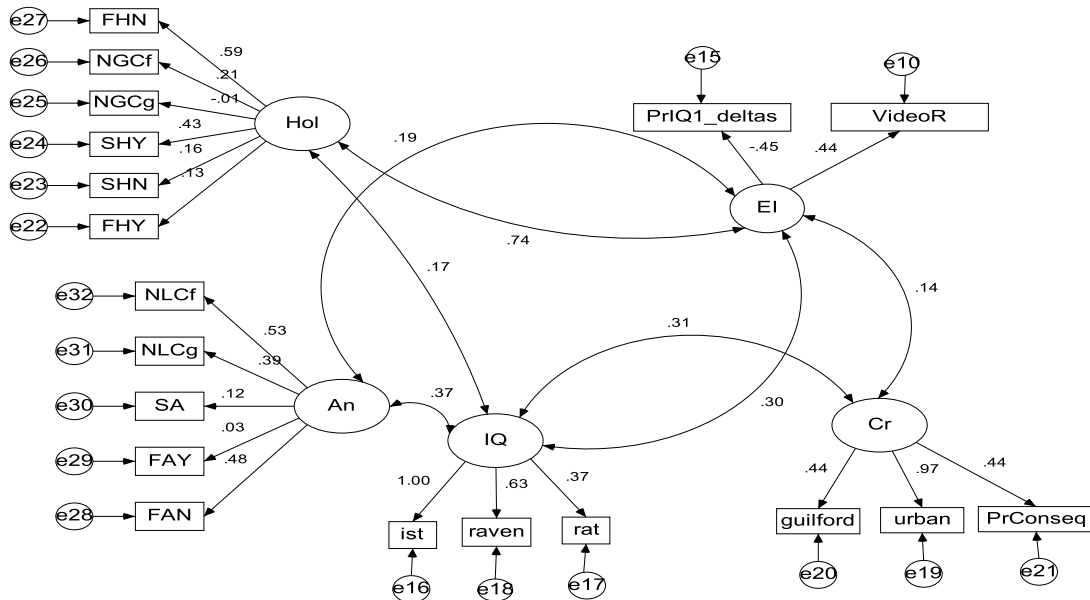 e27
FHN
.59
e26
NGCf
.21
e25
NGCg
-.01
e24
SHY
.43
e23
SHN
.16
e22
FHY
.13
Hol
e15
PrIQ1_deltas
-.45
e10
VideoR
.44
EI
.19
.74
.17
.14
.31
.30
.37
e32
NLCf
.53
e31
NLCg
.39
e30
SA
.12
e29
FAY
.03
e28
FAN
.48
An
IQ
1.00
.63
.37
ist
raven
rat
e16
e18
e17
Cr
.44
.97
.44
guilford
urban
PrConseq
e20
e19
e21